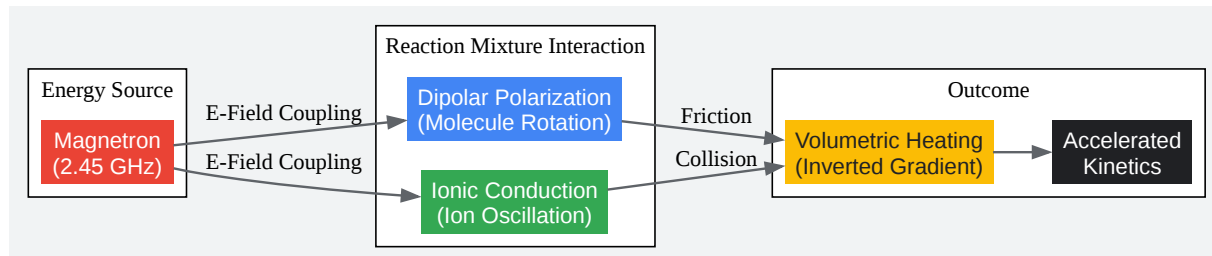 Energy Source
Magnetron
(2.45 GHz)
E-Field Coupling
E-Field Coupling
Reaction Mixture Interaction
Dipolar Polarization
(Molecule Rotation)
Ionic Conduction
(Ion Oscillation)
Friction
Collision
Outcome
Volumetric Heating
(Inverted Gradient)
Accelerated
Kinetics